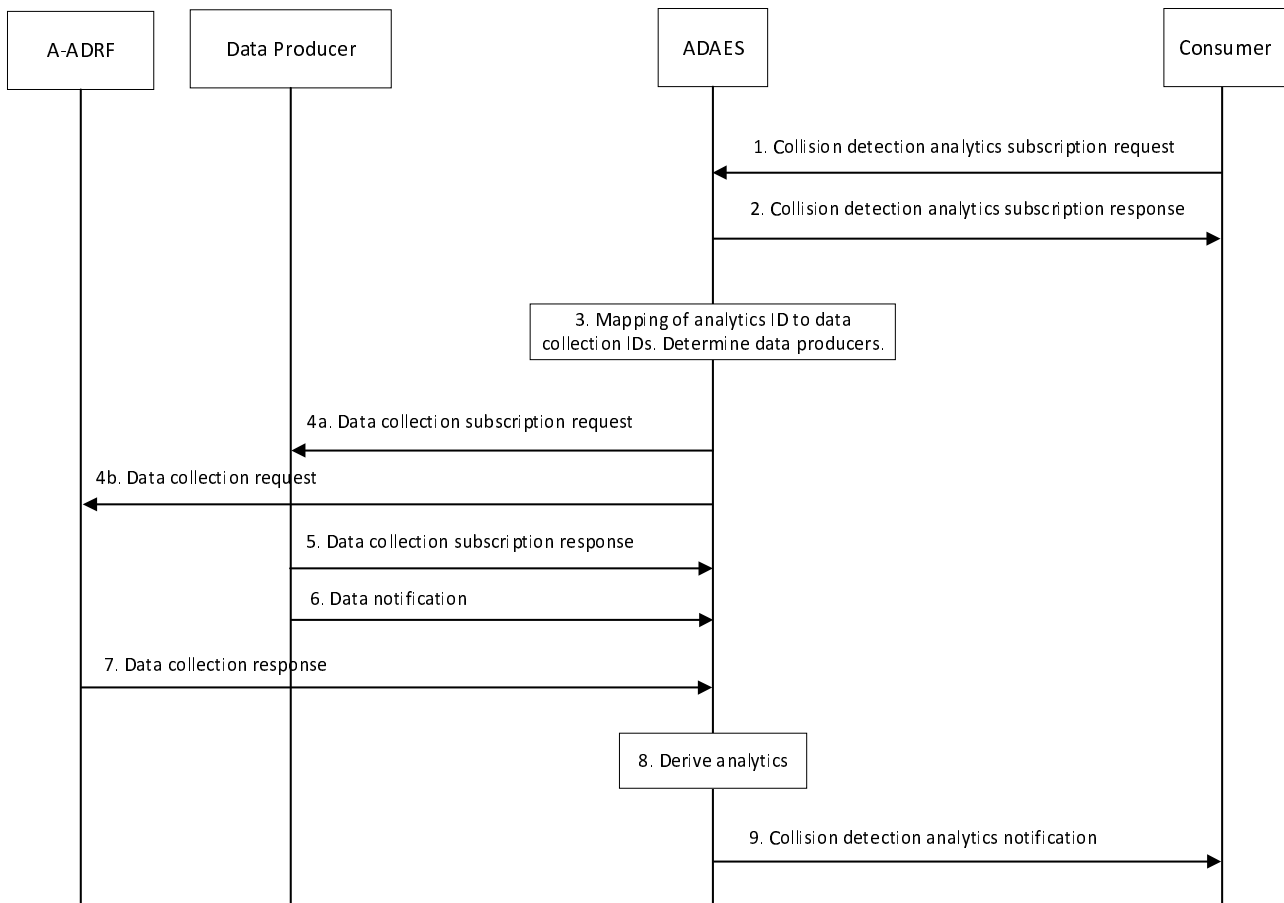 A-ADRF
Data Producer
ADAES
Consumer
1. Collision detection analytics subscription request
2. Collision detection analytics subscription response
3. Mapping of analytics ID to data
collection IDs. Determine data producers.
4a. Data collection subscription request
4b. Data collection request
5. Data collection subscription response
6. Data notification
7. Data collection response
8. Derive analytics
9. Collision detection analytics notification